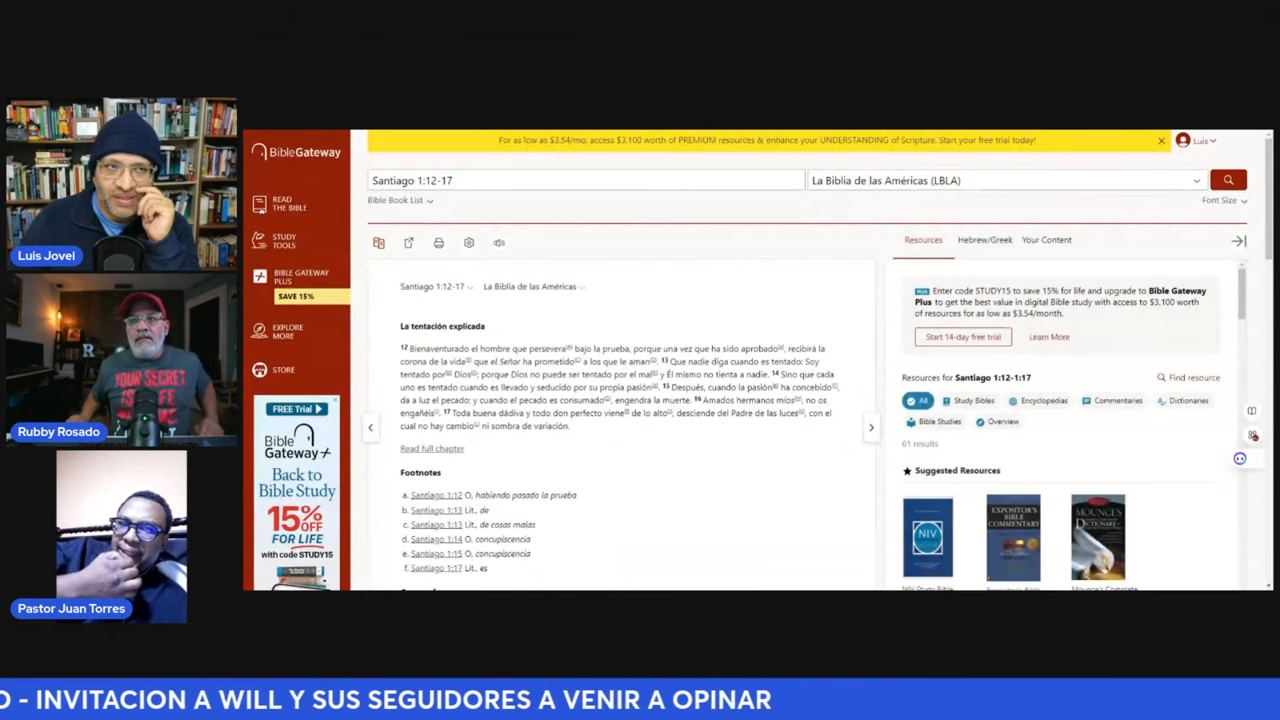 Luis Jovel
Rubby Rosado
Pastor Juan Torres
BibleGateway
READ
THE BIBLE
STUDY
TOOLS
BIBLE GATEWAY
PLUS
SAVE 15%
EXPLORE
MORE
STORE
FREE Trial
Bible
Gateway+
Back to
Bible Study
15%
OFF
FOR LIFE
with code STUDY15
For as low as $3.54/mo, access $3,100 worth of PREMIUM resources & enhance your UNDERSTANDING of Scripture. Start your free trial today!
Luis
Santiago 1:12-17
La Biblia de las Américas (LBLA)
Bible Book List
Font Size
Santiago 1:12-17 La Biblia de las Américas
La tentación explicada
12 Bienaventurado el hombre que persevera[a] bajo la prueba, porque una vez que ha sido aprobado, recibirá la
corona de la vida que el Señor ha prometido a los que le aman. 13 Que nadie diga cuando es tentado: Soy
tentado por[b] Dios; porque Dios no puede ser tentado por el mal[c] y Él mismo no tienta a nadie. 14 Sino que cada
uno es tentado cuando es llevado y seducido por su propia pasión[d]. 15 Después, cuando la pasión[e] ha concebido,
da a luz el pecado; y cuando el pecado es consumado, engendra la muerte. 16 Amados hermanos míos, no os
engañéis. 17 Toda buena dádiva y todo don perfecto viene[f] de lo alto, desciende del Padre de las luces, con el
cual no hay cambio ni sombra de variación.
Read full chapter
Footnotes
a. Santiago 1:12 O, habiendo pasado la prueba
b. Santiago 1:13 Lit., de
c. Santiago 1:13 Lit., de cosas malas
d. Santiago 1:14 O, concupiscencia
e. Santiago 1:15 O, concupiscencia
f. Santiago 1:17 Lit., es
Resources Hebrew/Greek Your Content
PLUS Enter code STUDY15 to save 15% for life and upgrade to Bible Gateway
Plus to get the best value in digital Bible study with access to $3,100 worth
of resources for as low as $3.54/month.
Start 14-day free trial Learn More
Resources for Santiago 1:12-1:17 Find resource
All Study Bibles Encyclopedias Commentaries Dictionaries
Bible Studies Overview
61 results
Suggested Resources
NIV
EXPOSITOR'S
BIBLE
COMMENTARY
MOUNCE'S
DICTIONARY
YOUR SECRET
IS
LIFE
O - INVITACION A WILL Y SUS SEGUIDORES A VENIR A OPINAR